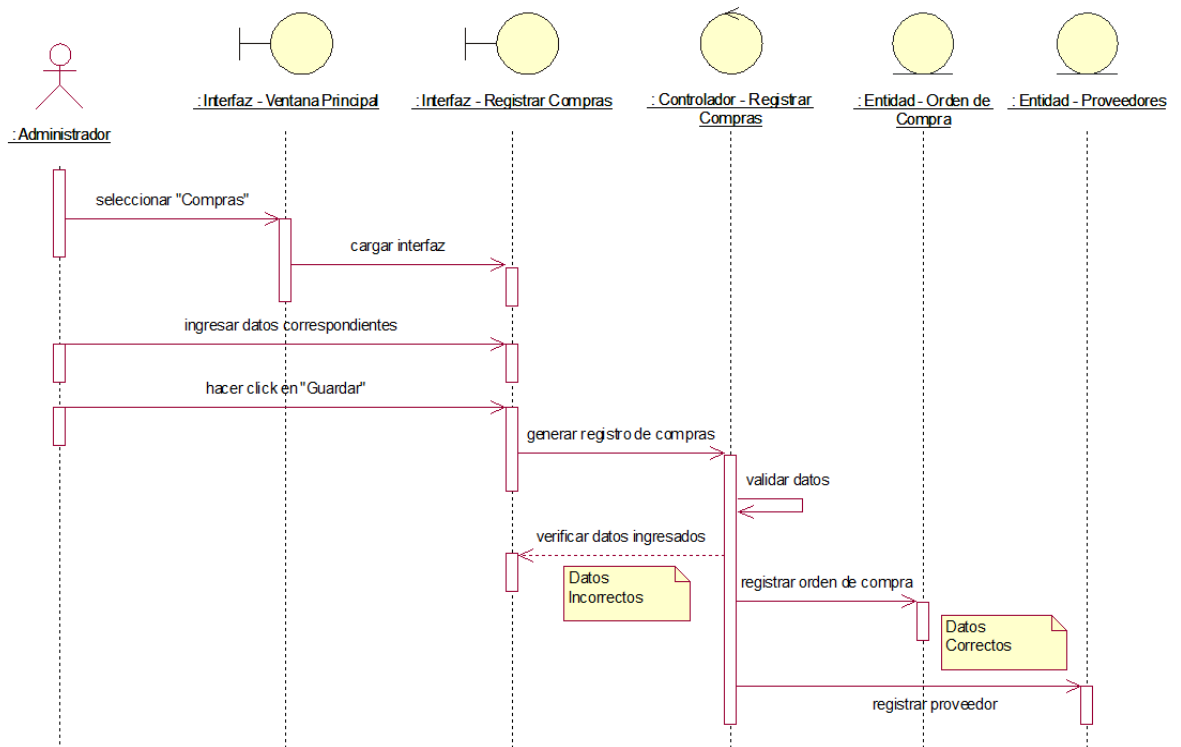 : Administrador
: Interfaz - Ventana Principal
: Interfaz - Registrar Compras
: Controlador - Registrar
Compras
: Entidad - Orden de
Compra
: Entidad - Proveedores
seleccionar "Compras"
cargar interfaz
ingresar datos correspondientes
hacer click en "Guardar"
generar registro de compras
validar datos
verificar datos ingresados
Datos
Incorrectos
registrar orden de compra
Datos
Correctos
registrar proveedor